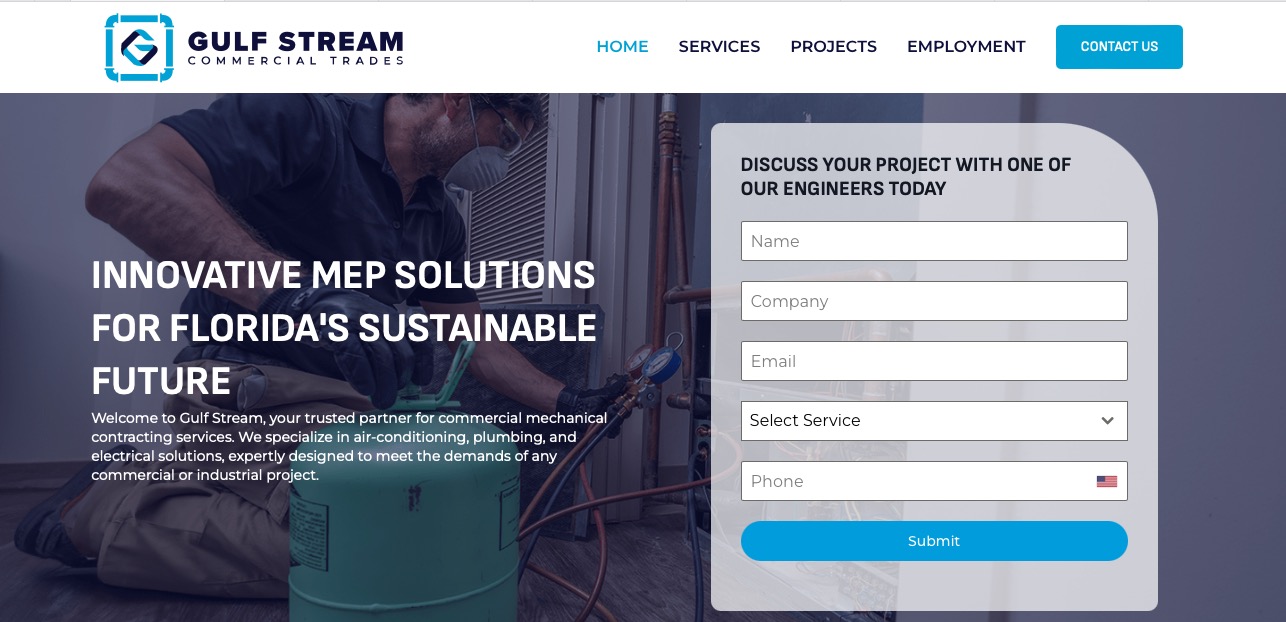 GULF STREAM
COMMERCIAL TRADES
HOME
SERVICES
PROJECTS
EMPLOYMENT
CONTACT US
INNOVATIVE MEP SOLUTIONS
FOR FLORIDA'S SUSTAINABLE
FUTURE
Welcome to Gulf Stream, your trusted partner for commercial mechanical
contracting services. We specialize in air-conditioning, plumbing, and
electrical solutions, expertly designed to meet the demands of any
commercial or industrial project.
DISCUSS YOUR PROJECT WITH ONE OF
OUR ENGINEERS TODAY
Name
Company
Email
Select Service
Phone
Submit